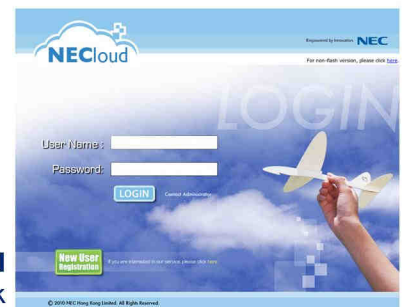 NECloud
Empowered by Innovation NEC
For non-flash version, please click here.
LOGIN
User Name :
Password:
LOGIN Contact Administrator
New User
Registration
If you are interested in our service, please click here
© 2010 NEC Hong Kong Limited. All Rights Reserved.